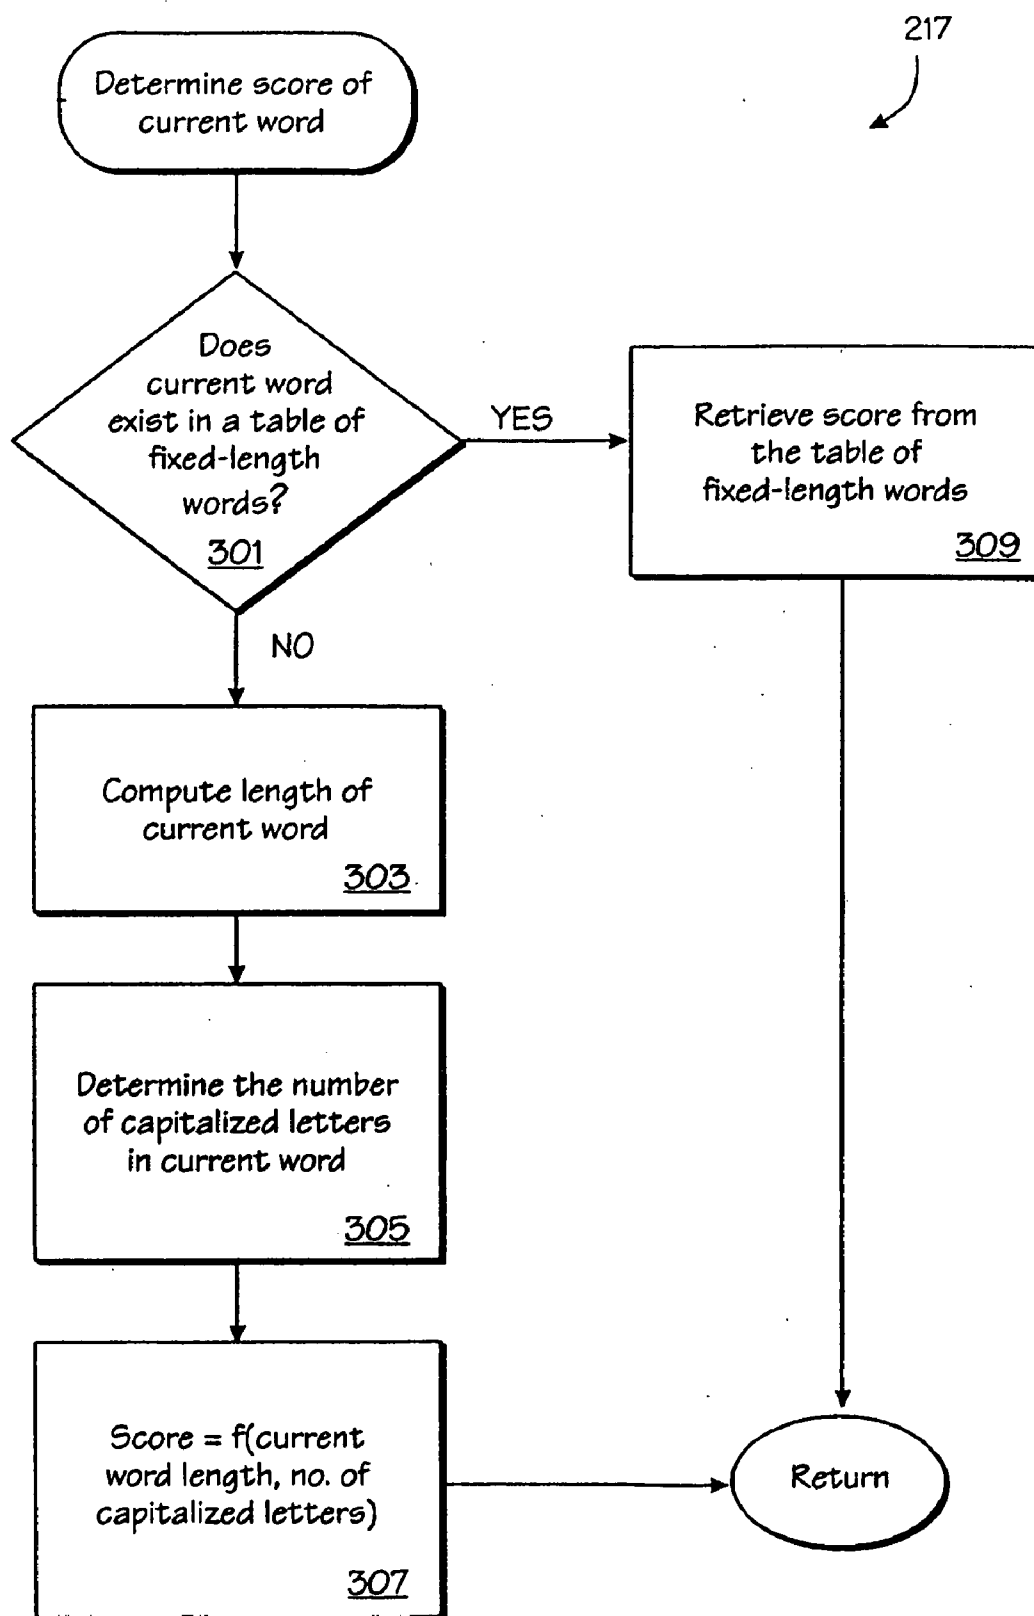 217
Determine score of
current word
Does
current word
exist in a table of
fixed-length
words?
301
YES
Retrieve score from
the table of
fixed-length words
309
NO
Compute length of
current word
303
Determine the number
of capitalized letters
in current word
305
Score = f(current
word length, no. of
capitalized letters)
307
Return